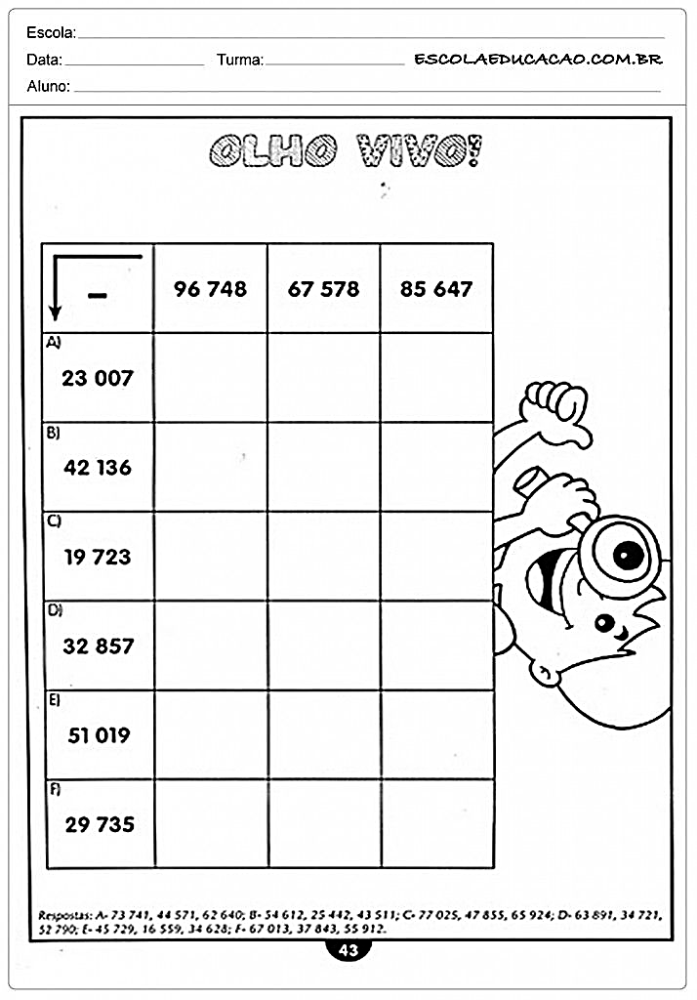 Escola:
Data: Turma: ESCOLAEDUCACAO.COM.BR
Aluno:
OLHO VIVO!
– 96 748 67 578 85 647
A)
23 007
B)
42 136
C)
19 723
D)
32 857
E)
51 019
F)
29 735
Respostas: A- 73 741, 44 571, 62 640; B- 54 612, 25 442, 43 511; C- 77 025, 47 855, 65 924; D- 63 891, 34 721,
52 790; E- 45 729, 16 559, 34 628; F- 67 013, 37 843, 55 912.
43